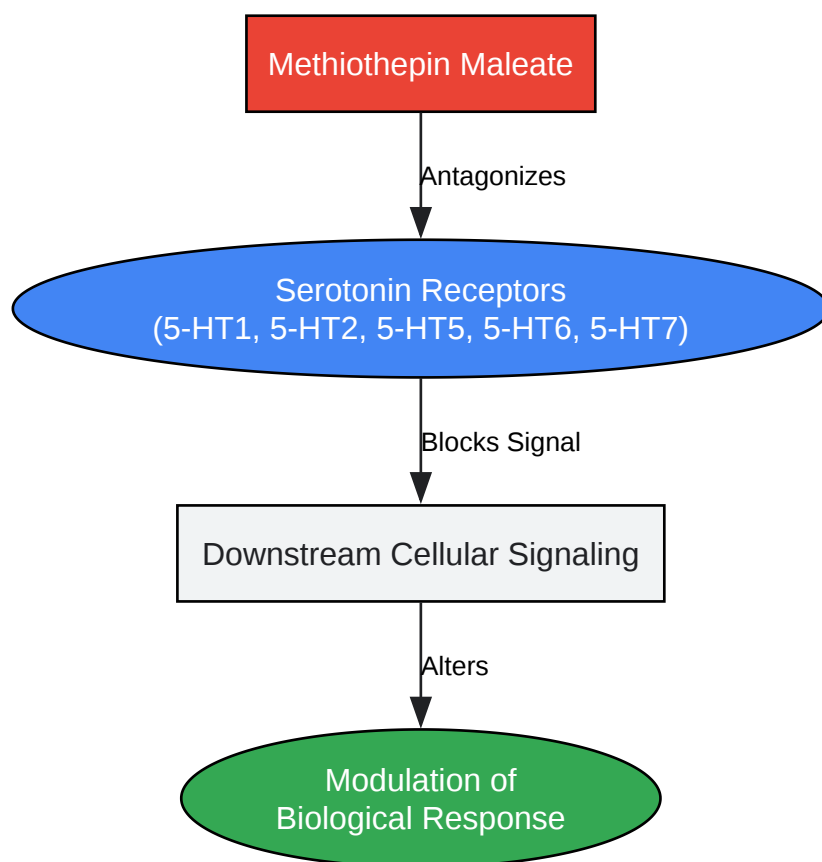 Methiothepin Maleate
Antagonizes
Serotonin Receptors
(5-HT1, 5-HT2, 5-HT5, 5-HT6, 5-HT7)
Blocks Signal
Downstream Cellular Signaling
Alters
Modulation of
Biological Response